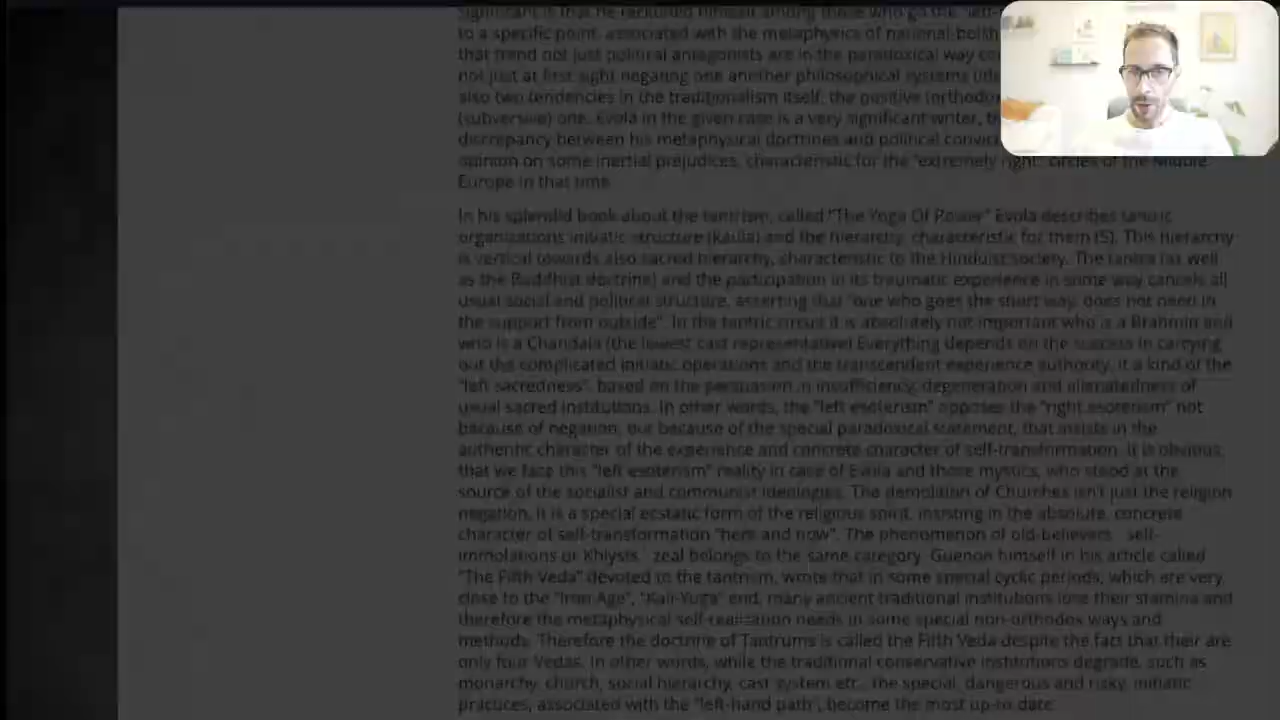 significant is that he reckoned himself among those who go the "left-
to a specific point, associated with the metaphysics of national-bolsh
that trend not just political antagonists are in the paradoxical way co
not just at first sight negating one another philosophical systems (ide
also two tendencies in the traditionalism itself, the positive (orthodox
(subversive) one. Evola in the given case is a very significant writer, th
discrepancy between his metaphysical doctrines and political convic
opinion on some inertial prejudices, characteristic for the "extremely right" circles of the Middle
Europe in that time.
In his splendid book about the tantrism, called "The Yoga Of Power" Evola describes tantric
organizations initiatic structure (kaula) and the hierarchy, characteristic for them (5). This hierarchy
is vertical towards also sacred hierarchy, characteristic to the Hinduist society. The tantra (as well
as the Buddhist doctrine) and the participation in its traumatic experience in some way cancels all
usual social and political structure, asserting that "one who goes the short way, does not need in
the support from outside". In the tantric circuit it is absolutely not important who is a Brahmin and
who is a Chandala (the lowest cast representative) Everything depends on the success in carrying
out the complicated initiatic operations and the transcendent experience authority. It a kind of the
"left sacredness", based on the persuasion in insufficiency, degeneration and alienatedness of
usual sacred institutions. In other words, the "left esoterism" opposes the "right esoterism" not
because of negation, but because of the special paradoxical statement, that insists in the
authentic character of the experience and concrete character of self-transformation. It is obvious,
that we face this "left esoterism" reality in case of Evola and those mystics, who stood at the
source of the socialist and communist ideologies. The demolition of Churches isn't just the religion
negation, it is a special ecstatic form of the religious spirit, insisting in the absolute, concrete
character of self-transformation "here and now". The phenomenon of old-believers' self-
immolations or Khlysts' zeal belongs to the same category. Guenon himself in his article called
"The Fifth Veda" devoted to the tantrism, wrote that in some special cyclic periods, which are very
close to the "Iron Age", "Kali-Yuga" end, many ancient traditional institutions lose their stamina and
therefore the metaphysical self-realization needs in some special non-orthodox ways and
methods. Therefore the doctrine of Tantrums is called the Fifth Veda despite the fact that their are
only four Vedas. In other words, while the traditional conservative institutions degrade, such as
monarchy, church, social hierarchy, cast system etc., the special, dangerous and risky, initiatic
practices, associated with the "left-hand path", become the most up-to date.